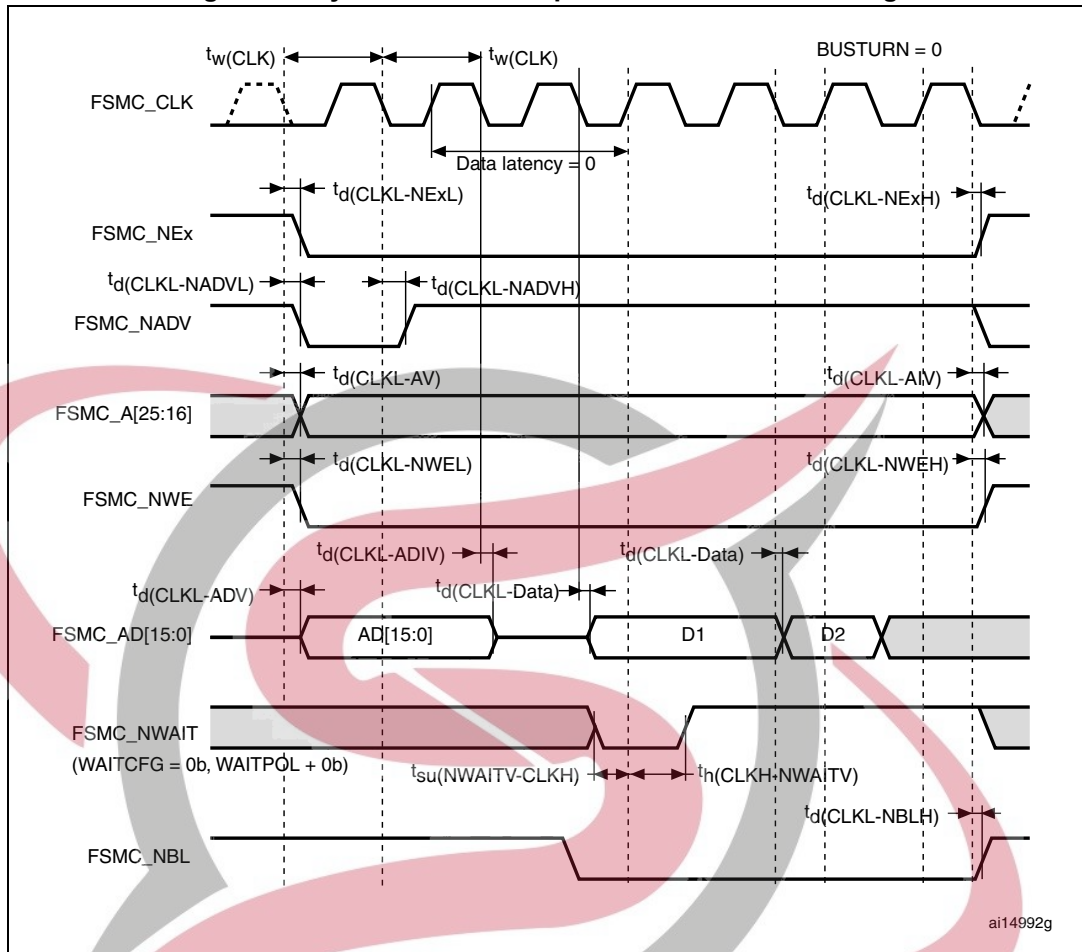 tw(CLK)
tw(CLK)
BUSTURN = 0
FSMC_CLK
Data latency = 0
td(CLKL-NExL)
td(CLKL-NExH)
FSMC_NEx
td(CLKL-NADVL)
td(CLKL-NADVH)
FSMC_NADV
td(CLKL-AV)
td(CLKL-AIV)
FSMC_A[25:16]
td(CLKL-NWEL)
td(CLKL-NWEH)
FSMC_NWE
td(CLKL-ADIV)
td(CLKL-Data)
td(CLKL-ADV)
td(CLKL-Data)
FSMC_AD[15:0]
AD[15:0]
D1
D2
FSMC_NWAIT
(WAITCFG = 0b, WAITPOL + 0b)
tsu(NWAITV-CLKH)
th(CLKH-NWAITV)
td(CLKL-NBLH)
FSMC_NBL
ai14992g